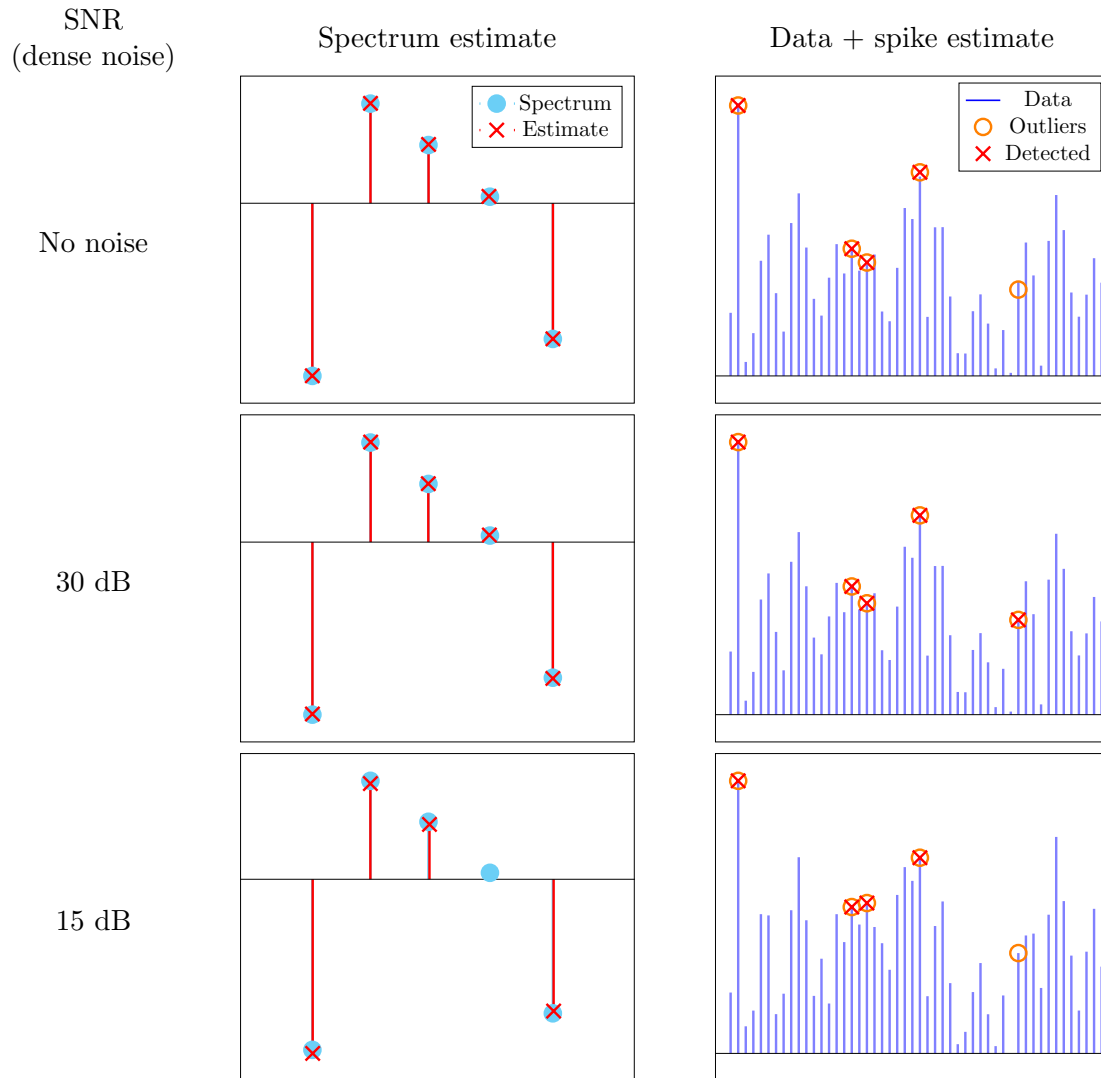 SNR
(dense noise)
Spectrum estimate
Data + spike estimate
Spectrum
Estimate
Data
Outliers
Detected
No noise
30 dB
15 dB